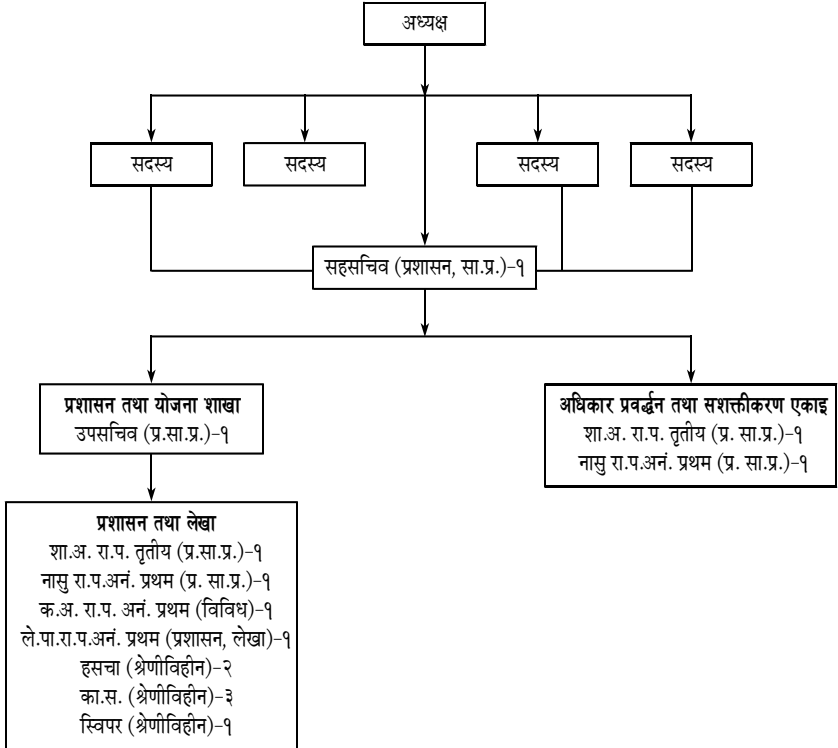 अध्यक्ष
सदस्य
सदस्य
सदस्य
सदस्य
सहसचिव (प्रशासन, सा.प्र.)–१
प्रशासन तथा योजना शाखा
उपसचिव (प्र.सा.प्र.)–१
अधिकार प्रवर्द्धन तथा सशक्तीकरण एकाइ
शा.अ. रा.प. तृतीय (प्र. सा.प्र.)–१
नासु रा.प.अनं. प्रथम (प्र. सा.प्र.)–१
प्रशासन तथा लेखा
शा.अ. रा.प. तृतीय (प्र.सा.प्र.)–१
नासु रा.प.अनं. प्रथम (प्र. सा.प्र.)–१
क.अ. रा.प. अनं. प्रथम (विविध)–१
ले.पा.रा.प.अनं. प्रथम (प्रशासन, लेखा)–१
हसचा (श्रेणीविहीन)–२
का.स. (श्रेणीविहीन)–३
स्विपर (श्रेणीविहीन)–१